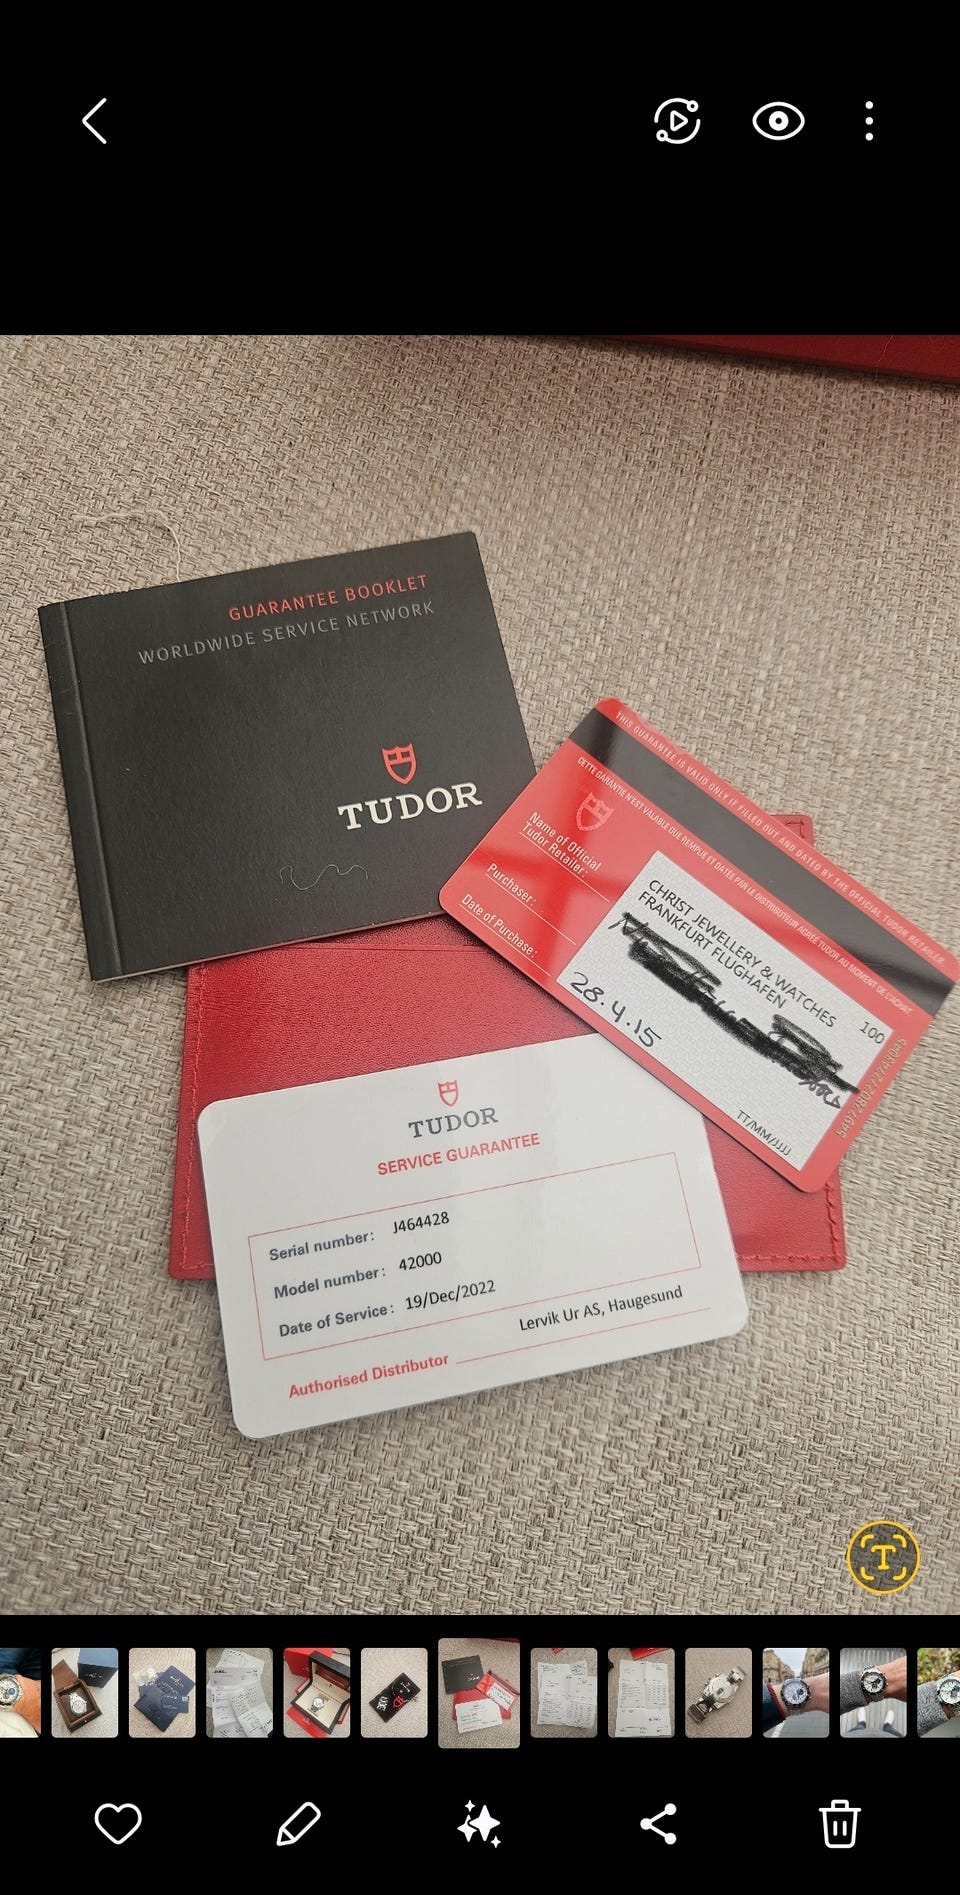 GUARANTEE BOOKLET
WORLDWIDE SERVICE NETWORK
TUDOR
THIS GUARANTEE IS VALID ONLY IF FILLED OUT AND DATED BY THE OFFICIAL TUDOR RETAILER
CETTE GARANTIE N'EST VALABLE QUE REMPLIE ET DATÉE PAR LE DISTRIBUTEUR AGRÉÉ TUDOR AU MOMENT DE L'ACHAT
Name of Official
Tudor Retailer:
Purchaser:
Date of Purchase:
CHRIST JEWELLERY & WATCHES
FRANKFURT FLUGHAFEN
100
28.4.15
TT/MM/JJJJ
TUDOR
SERVICE GUARANTEE
Serial number: J464428
Model number: 42000
Date of Service: 19/Dec/2022
Lervik Ur AS, Haugesund
Authorised Distributor
T